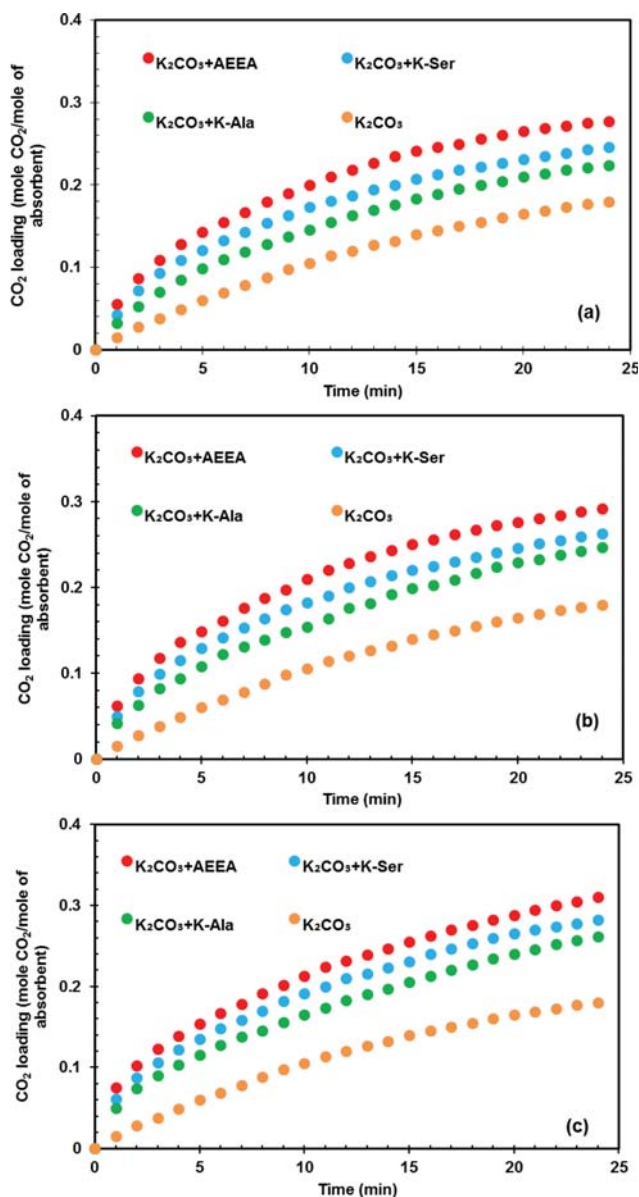 K₂CO₃+AEEA
K₂CO₃+K-Ser
K₂CO₃+K-Ala
K₂CO₃
0.4
0.3
0.2
0.1
0
CO₂ loading (mole CO₂/mole of
absorbent)
(a)
0
5
10
15
20
25
Time (min)
K₂CO₃+AEEA
K₂CO₃+K-Ser
K₂CO₃+K-Ala
K₂CO₃
0.4
0.3
0.2
0.1
0
CO₂ loading (mole CO₂/mole of
absorbent)
(b)
0
5
10
15
20
25
Time (min)
K₂CO₃+AEEA
K₂CO₃+K-Ser
K₂CO₃+K-Ala
K₂CO₃
0.4
0.3
0.2
0.1
0
CO₂ loading (mole CO₂/mole of
absorbent)
(c)
0
5
10
15
20
25
Time (min)